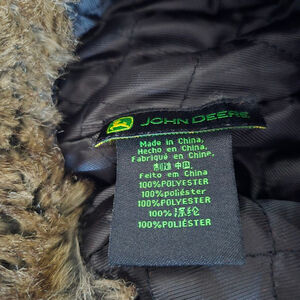 JOHN DEERE
Made in China,
Hecho en China,
Fabriqué en Chine,
制造 中国,
Feito em China
100%POLYESTER
100%poliéster
100%POLYESTER
100%涤纶
100%POLIÉSTER